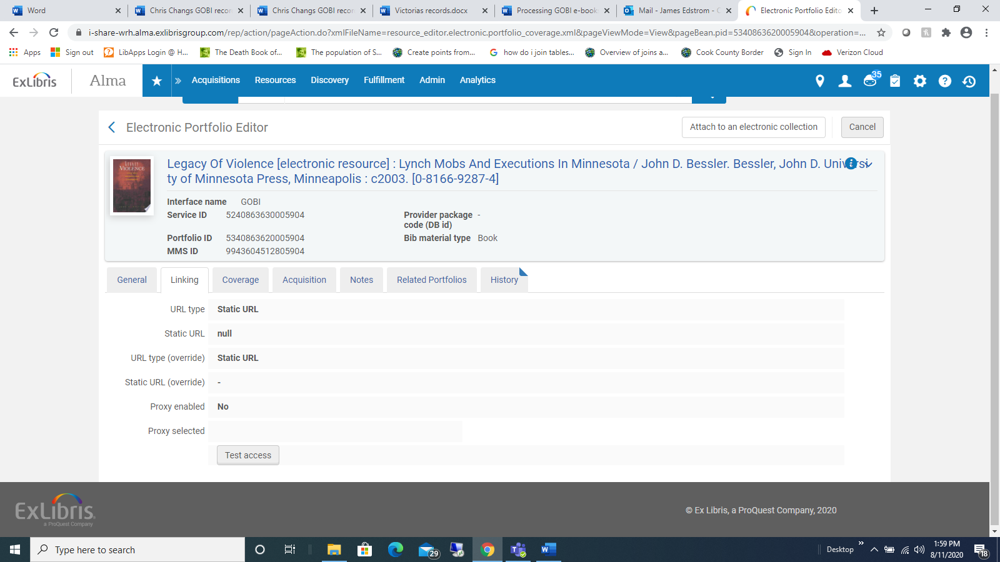 Word
Chris Changs GOBI recor
Chris Changs GOBI recor
Victorias records.docx
Processing GOBI e-book
Mail - James Edstrom - C
Electronic Portfolio Edito
i-share-wrh.alma.exlibrisgroup.com/rep/action/pageAction.do?xmlFileName=resource_editor.electronic.portfolio_coverage.xml&pageViewMode=View&pageBean.pid=5340863620005904&operation=...
Apps
Sign out
LibApps Login @ H...
The Death Book of...
The population of S...
Create points from...
how do i join tables...
Overview of joins a...
Cook County Border
Sign In
Verizon Cloud
ExLibris
Alma
Acquisitions
Resources
Discovery
Fulfillment
Admin
Analytics
35
Electronic Portfolio Editor
Attach to an electronic collection
Cancel
VIOLENCE
Legacy Of Violence [electronic resource] : Lynch Mobs And Executions In Minnesota / John D. Bessler. Bessler, John D. Universi
ty of Minnesota Press, Minneapolis : c2003. [0-8166-9287-4]
Interface name GOBI
Service ID 5240863630005904
Provider package code (DB id) -
Portfolio ID 5340863620005904
Bib material type Book
MMS ID 9943604512805904
General
Linking
Coverage
Acquisition
Notes
Related Portfolios
History
URL type Static URL
Static URL null
URL type (override) Static URL
Static URL (override) -
Proxy enabled No
Proxy selected
Test access
ExLibris
a ProQuest Company
© Ex Libris, a ProQuest Company, 2020
Type here to search
29
Desktop
1:59 PM
8/11/2020
18